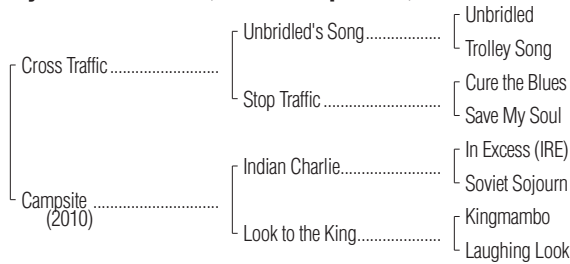 Unbridled
Unbridled's Song..................
Trolley Song
Cross Traffic..........................
Cure the Blues
Stop Traffic ............................
Save My Soul
In Excess (IRE)
Indian Charlie........................
Soviet Sojourn
Campsite ..............................
(2010)
Kingmambo
Look to the King....................
Laughing Look